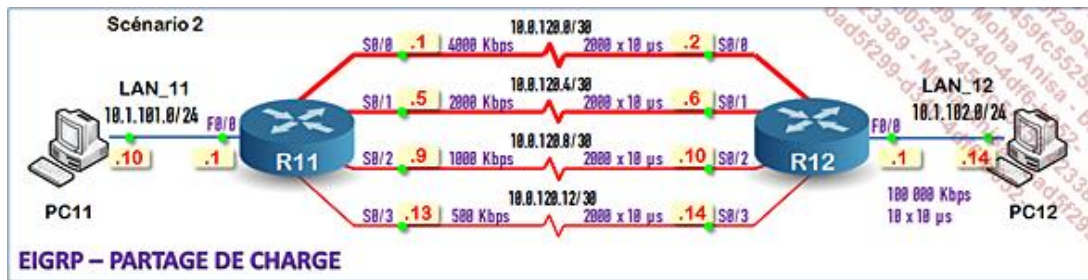 Scénario 2
10.0.120.0/30
S0/0 .1 4000 Kbps 2000 x 10 µs .2 S0/0
LAN_11
10.1.101.0/24
F0/0
.10 .1
PC11
R11
10.0.120.4/30
S0/1 .5 2000 Kbps 2000 x 10 µs .6 S0/1
10.0.120.8/30
S0/2 .9 1000 Kbps 2000 x 10 µs .10 S0/2
10.0.120.12/30
S0/3 .13 500 Kbps 2000 x 10 µs .14 S0/3
R12
LAN_12
10.1.102.0/24
F0/0
.1 .14
100 000 Kbps
10 x 10 µs
PC12
EIGRP – PARTAGE DE CHARGE